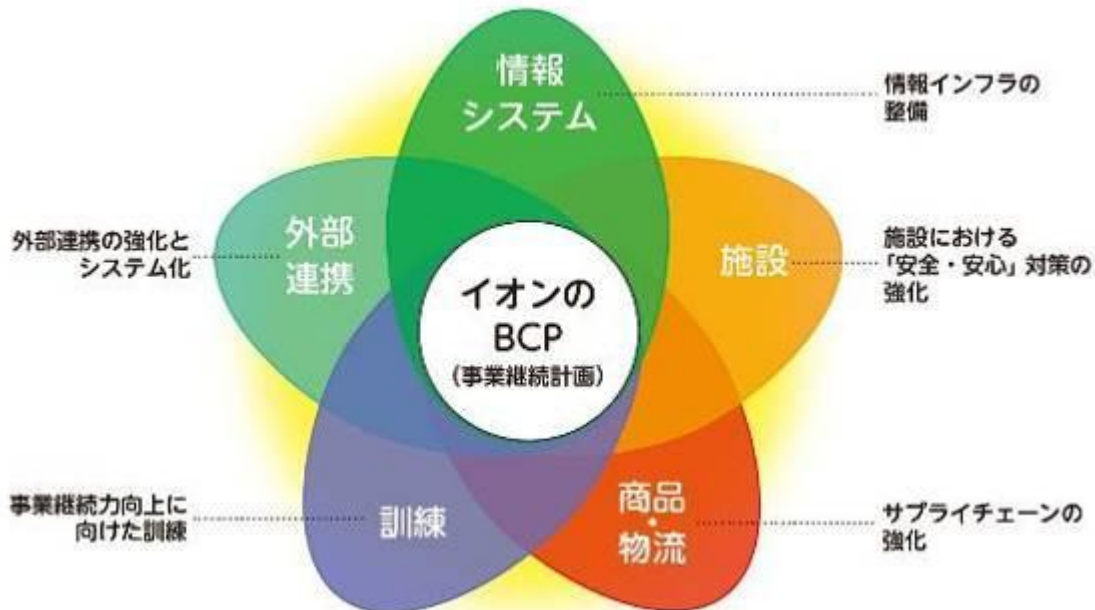 情報
システム
情報インフラの
整備
外部
連携
外部連携の強化と
システム化
施設
施設における
「安全・安心」対策の
強化
イオンの
BCP
（事業継続計画）
訓練
事業継続力向上に
向けた訓練
商品
・
物流
サプライチェーンの
強化